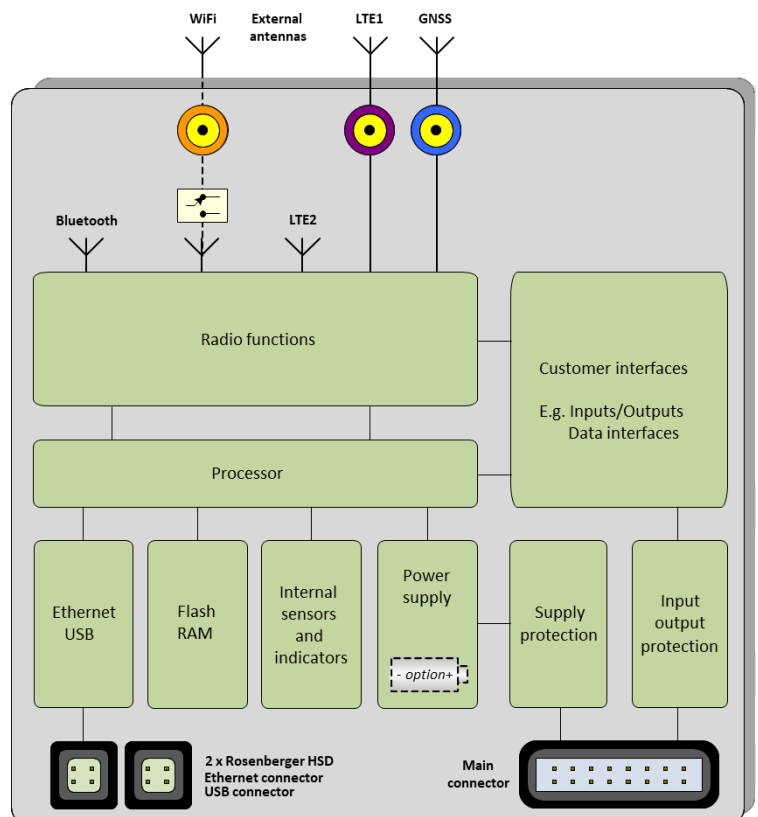 WiFi
External
antennas
LTE1
GNSS
Bluetooth
LTE2
Radio functions
Customer interfaces
E.g. Inputs/Outputs
Data interfaces
Processor
Ethernet
USB
Flash
RAM
Internal
sensors
and
indicators
Power
supply
- option+
Supply
protection
Input
output
protection
2 x Rosenberger HSD
Ethernet connector
USB connector
Main
connector